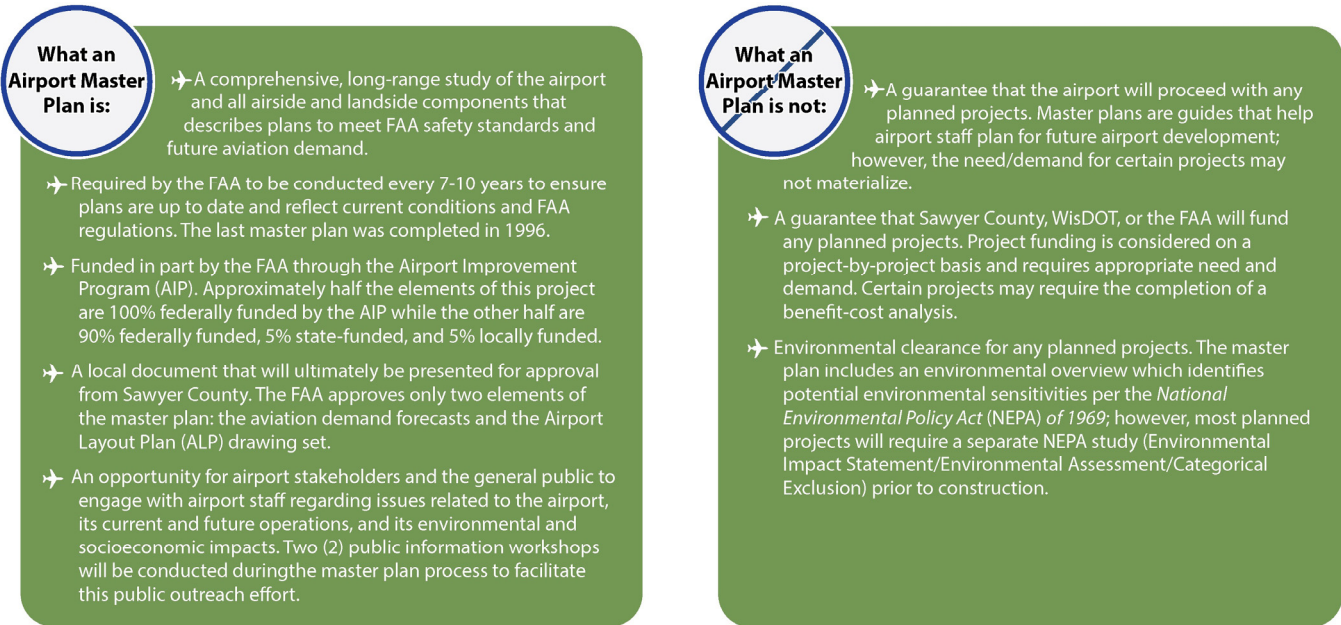 What an
Airport Master
Plan is:
A comprehensive, long-range study of the airport
and all airside and landside components that
describes plans to meet FAA safety standards and
future aviation demand.
Required by the FAA to be conducted every 7-10 years to ensure
plans are up to date and reflect current conditions and FAA
regulations. The last master plan was completed in 1996.
Funded in part by the FAA through the Airport Improvement
Program (AIP). Approximately half the elements of this project
are 100% federally funded by the AIP while the other half are
90% federally funded, 5% state-funded, and 5% locally funded.
A local document that will ultimately be presented for approval
from Sawyer County. The FAA approves only two elements of
the master plan: the aviation demand forecasts and the Airport
Layout Plan (ALP) drawing set.
An opportunity for airport stakeholders and the general public to
engage with airport staff regarding issues related to the airport,
its current and future operations, and its environmental and
socioeconomic impacts. Two (2) public information workshops
will be conducted duringthe master plan process to facilitate
this public outreach effort.
What an
Airport Master
Plan is not:
A guarantee that the airport will proceed with any
planned projects. Master plans are guides that help
airport staff plan for future airport development;
however, the need/demand for certain projects may
not materialize.
A guarantee that Sawyer County, WisDOT, or the FAA will fund
any planned projects. Project funding is considered on a
project-by-project basis and requires appropriate need and
demand. Certain projects may require the completion of a
benefit-cost analysis.
Environmental clearance for any planned projects. The master
plan includes an environmental overview which identifies
potential environmental sensitivities per the National
Environmental Policy Act (NEPA) of 1969; however, most planned
projects will require a separate NEPA study (Environmental
Impact Statement/Environmental Assessment/Categorical
Exclusion) prior to construction.